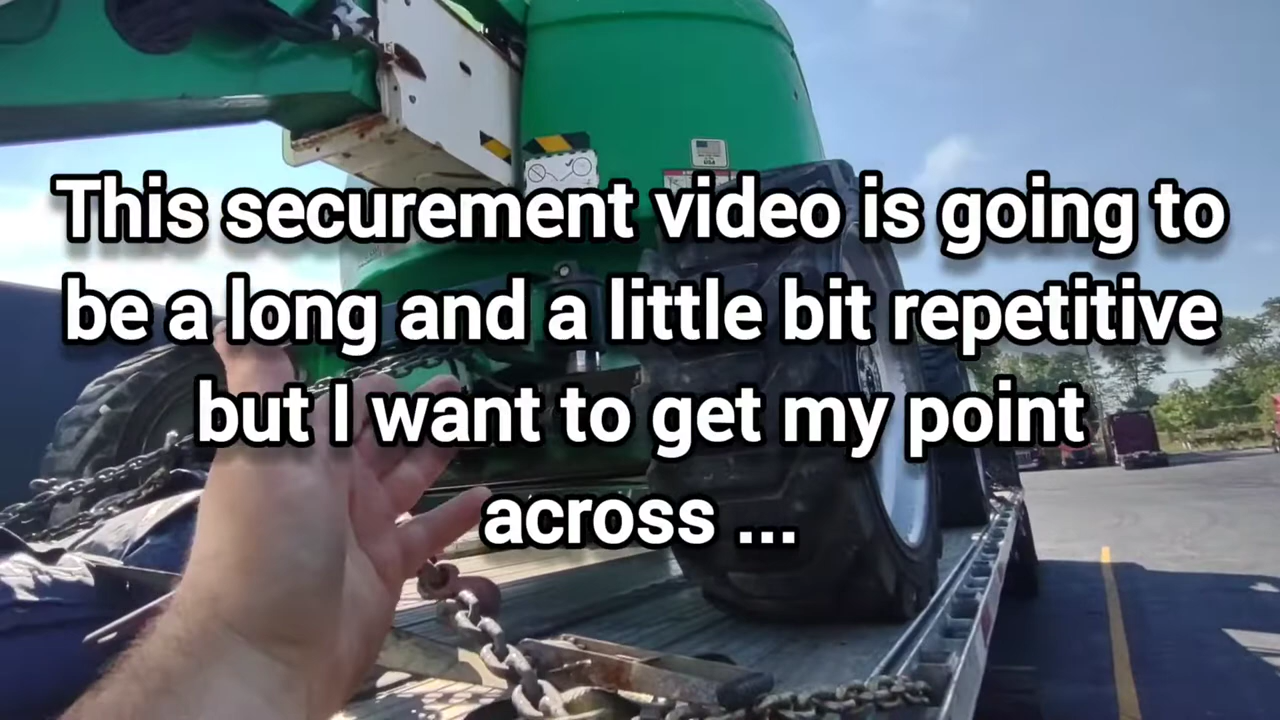 This securement video is going to
be a long and a little bit repetitive
but I want to get my point
across ...